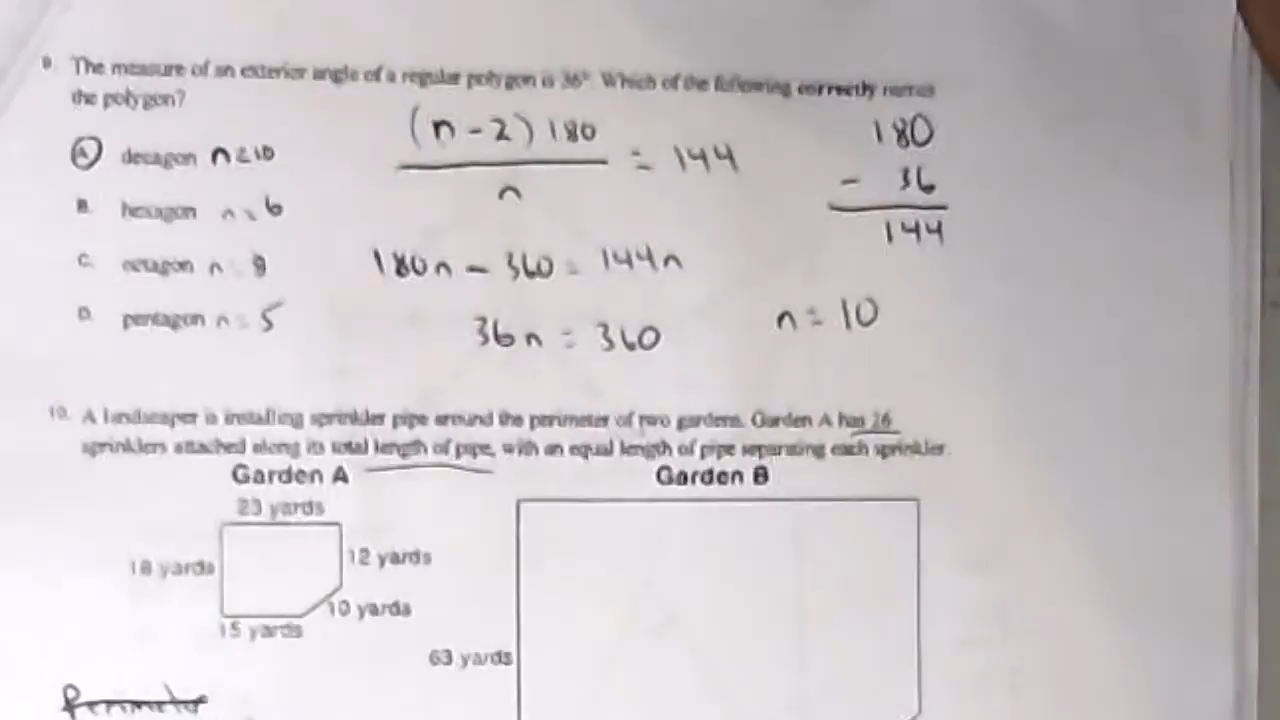 9. The measure of an exterior angle of a regular polygon is 36°. Which of the following correctly names
the polygon?
A. decagon n=10
B. hexagon n=6
C. octagon n=8
D. pentagon n=5
(n-2)180
n
=144
180n-360=144n
36n=360
180
- 36
144
n=10
10. A landscaper is installing sprinkler pipe around the perimeter of two gardens. Garden A has 26
sprinklers attached along its total length of pipe, with an equal length of pipe separating each sprinkler.
Garden A
Garden B
23 yards
18 yards
12 yards
10 yards
15 yards
63 yards
Perimeter